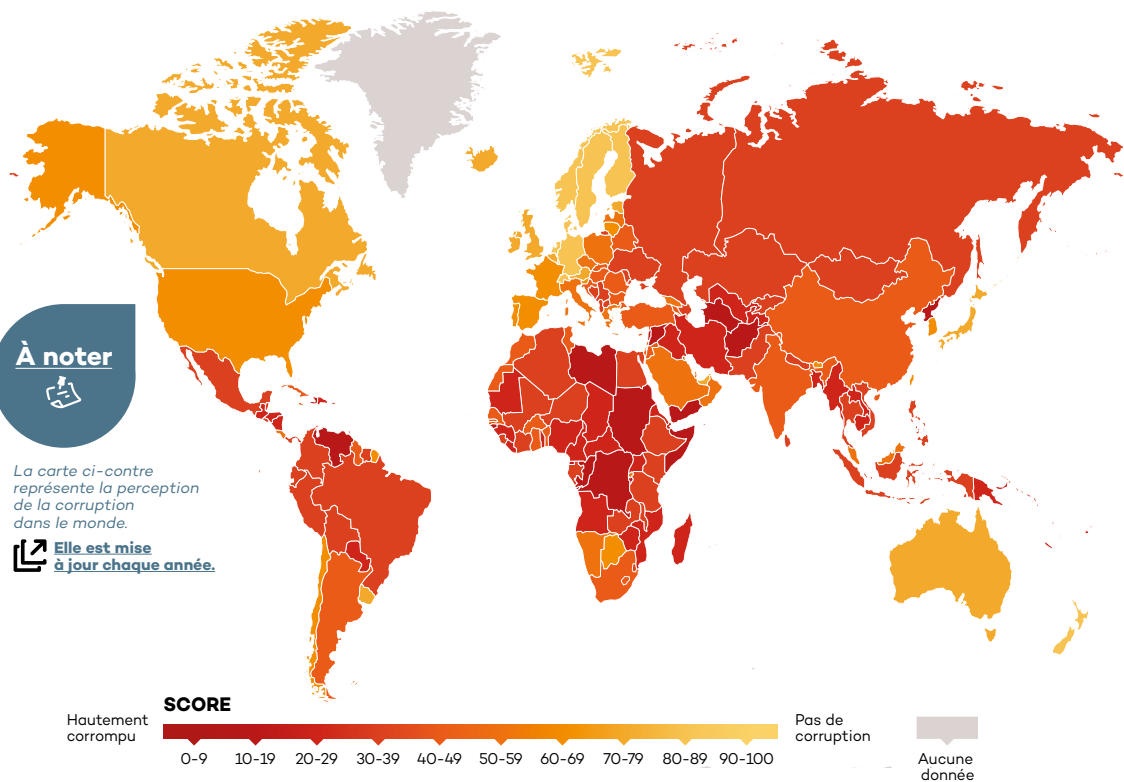 À noter
La carte ci-contre
représente la perception
de la corruption
dans le monde.
Elle est mise
à jour chaque année.
SCORE
Hautement
corrompu
0-9 10-19 20-29 30-39 40-49 50-59 60-69 70-79 80-89 90-100
Pas de
corruption
Aucune
donnée